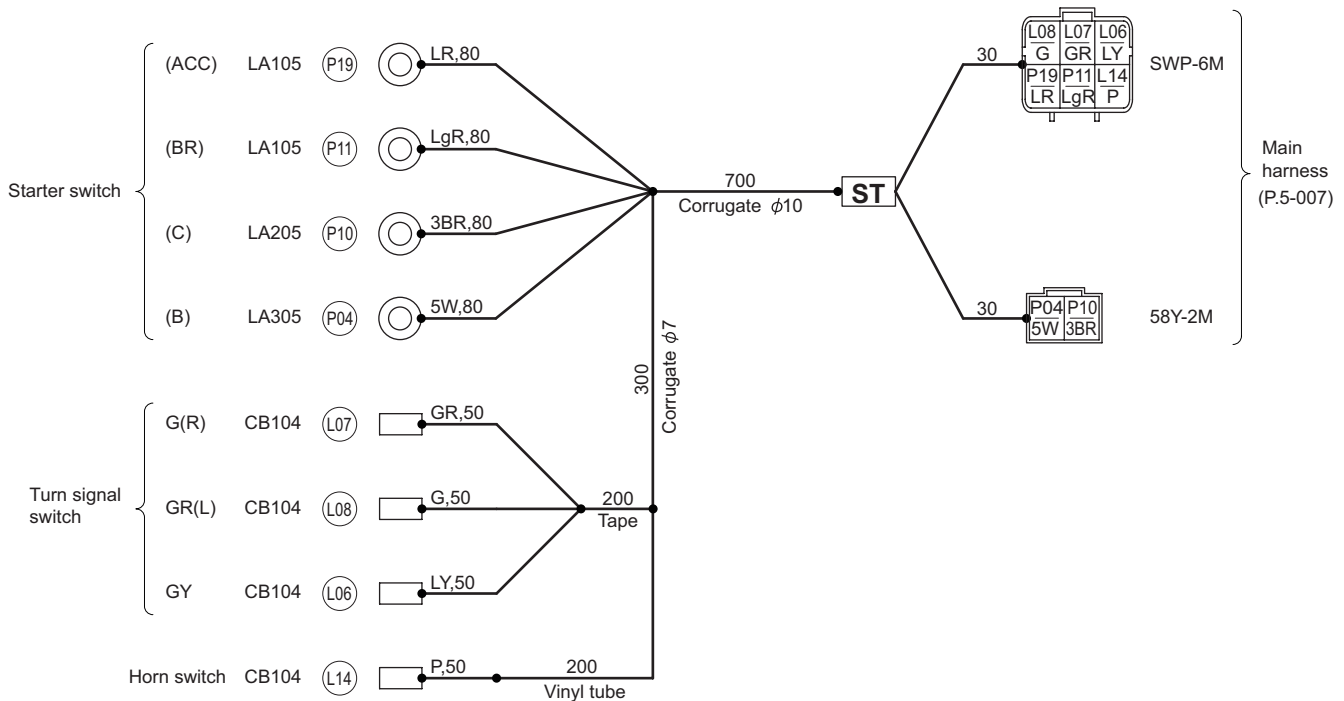 Starter switch
(ACC) LA105 P19 LR,80
(BR) LA105 P11 LgR,80
(C) LA205 P10 3BR,80
(B) LA305 P04 5W,80
Turn signal
switch
G(R) CB104 L07 GR,50
GR(L) CB104 L08 G,50
GY CB104 L06 LY,50
Horn switch CB104 L14 P,50
200
Vinyl tube
200
Tape
300
Corrugate ϕ7
700
Corrugate ϕ10
ST
30
L08 L07 L06
G GR LY
P19 P11 L14
LR LgR P
SWP-6M
30
P04 P10
5W 3BR
58Y-2M
Main
harness
(P.5-007)